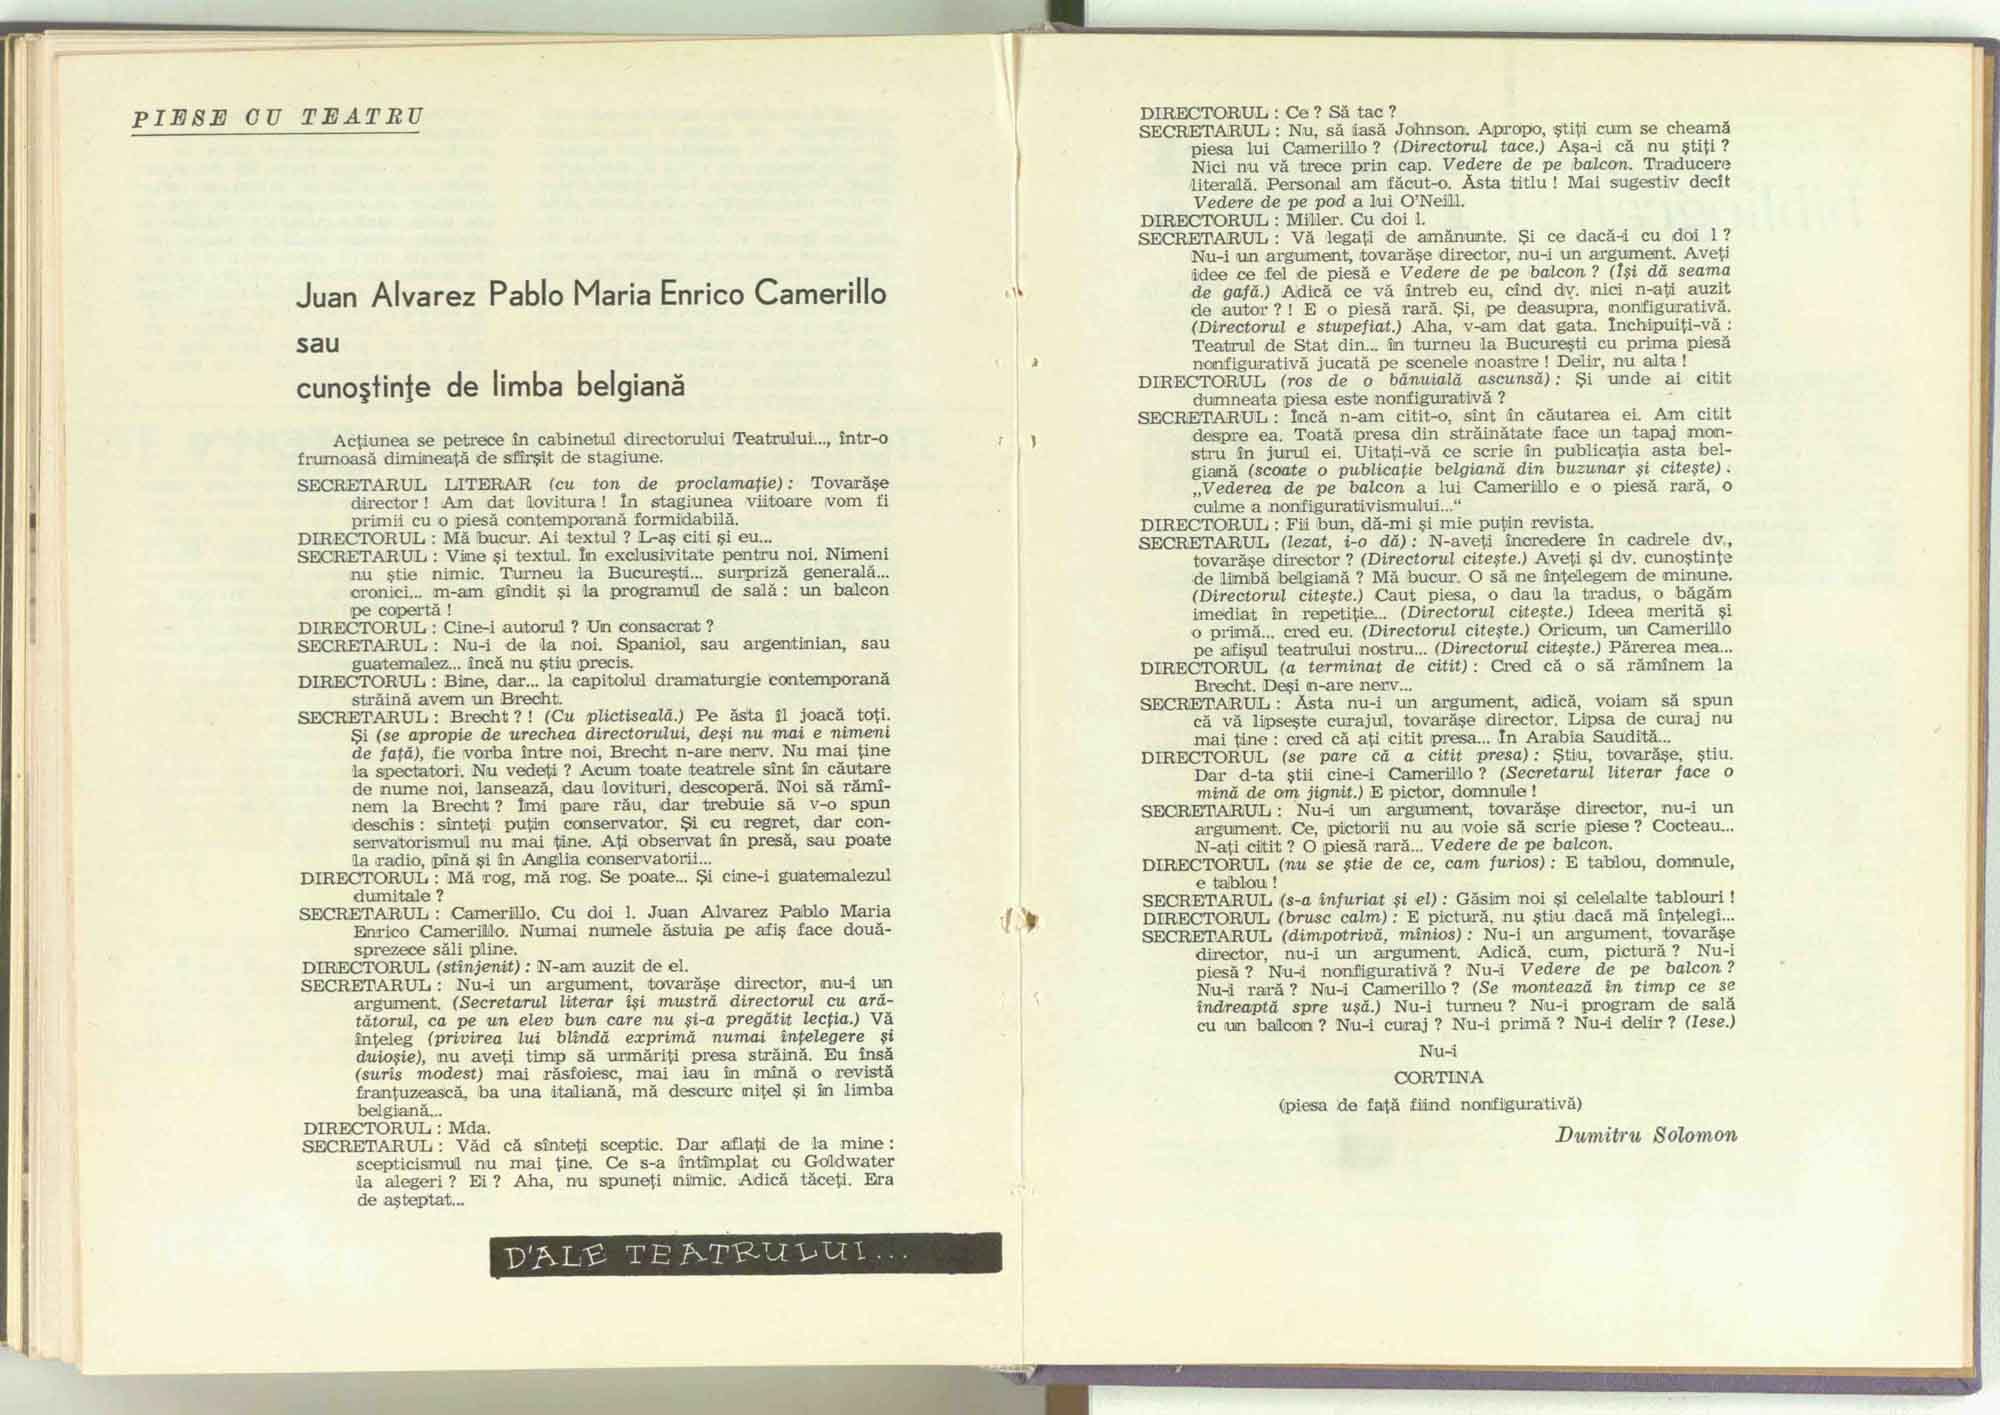 PIESE CU TEATRU
Juan Alvarez Pablo Maria Enrico Camerillo
sau
cunoştinţe de limba belgiană
Acţiunea se petrece în cabinetul directorului Teatrului..., într-o
frumoasă dimineaţă de sfîrşit de stagiune.
SECRETARUL LITERAR (cu ton de proclamaţie) : Tovarăşe
director ! Am dat lovitura ! În stagiunea viitoare vom fi
primii cu o piesă contemporană formidabilă.
DIRECTORUL : Mă bucur. Ai textul ? L-aş citi şi eu...
SECRETARUL : Vine şi textul. În exclusivitate pentru noi. Nimeni
nu ştie nimic. Turneu la Bucureşti... surpriză generală...
cronici... m-am gîndit şi la programul de sală : un balcon
pe copertă !
DIRECTORUL : Cine-i autorul ? Un consacrat ?
SECRETARUL : Nu-i de la noi. Spaniol, sau argentinian, sau
guatemalez... încă nu ştiu precis.
DIRECTORUL : Bine, dar... la capitolul dramaturgie contemporană
străină avem un Brecht.
SECRETARUL : Brecht ? ! (Cu plictiseală.) Pe ăsta îl joacă toţi.
Şi (se apropie de urechea directorului, deşi nu mai e nimeni
de faţă), fie vorba între noi, Brecht n-are nerv. Nu mai ţine
la spectatori. Nu vedeţi ? Acum toate teatrele sînt în căutare
de nume noi, lansează, dau lovituri, descoperă. Noi să rămî-
nem la Brecht ? Îmi pare rău, dar trebuie să v-o spun
deschis : sînteţi puţin conservator. Şi cu regret, dar con-
servatorismul nu mai ţine. Aţi observat în presă, sau poate
la radio, pînă şi în Anglia conservatorii...
DIRECTORUL : Mă rog, mă rog. Se poate... Şi cine-i guatemalezul
dumitale ?
SECRETARUL : Camerillo. Cu doi l. Juan Alvarez Pablo Maria
Enrico Camerillo. Numai numele ăstuia pe afiş face două-
sprezece săli pline.
DIRECTORUL (stînjenit) : N-am auzit de el.
SECRETARUL : Nu-i un argument, tovarăşe director, nu-i un
argument. (Secretarul literar îşi mustră directorul cu ară-
tătorul, ca pe un elev bun care nu şi-a pregătit lecţia.) Vă
înţeleg (privirea lui blîndă exprimă numai înţelegere şi
duioşie), nu aveţi timp să urmăriţi presa străină. Eu însă
(surîs modest) mai răsfoiesc, mai iau în mînă o revistă
franţuzească, ba una italiană, mă descurc niţel şi în limba
belgiană...
DIRECTORUL : Mda.
SECRETARUL : Văd că sînteţi sceptic. Dar aflaţi de la mine :
scepticismul nu mai ţine. Ce s-a întîmplat cu Goldwater
la alegeri ? Ei ? Aha, nu spuneţi nimic. Adică tăceţi. Era
de aşteptat...
D'ALE TEATRULUI...
DIRECTORUL : Ce ? Să tac ?
SECRETARUL : Nu, să iasă Johnson. Apropo, ştiţi cum se cheamă
piesa lui Camerillo ? (Directorul tace.) Aşa-i că nu ştiţi ?
Nici nu vă trece prin cap. Vedere de pe balcon. Traducere
literală. Personal am făcut-o. Ăsta titlu ! Mai sugestiv decît
Vedere de pe pod a lui O'Neill.
DIRECTORUL : Miller. Cu doi l.
SECRETARUL : Vă legaţi de amănunte. Şi ce dacă-i cu doi l ?
Nu-i un argument, tovarăşe director, nu-i un argument. Aveţi
idee ce fel de piesă e Vedere de pe balcon ? (Îşi dă seama
de gafă.) Adică ce vă întreb eu, cînd dv. nici n-aţi auzit
de autor ? ! E o piesă rară. Şi, pe deasupra, nonfigurativă.
(Directorul e stupefiat.) Aha, v-am dat gata. Închipuiţi-vă :
Teatrul de Stat din... în turneu la Bucureşti cu prima piesă
nonfigurativă jucată pe scenele noastre ! Delir, nu alta !
DIRECTORUL (ros de o bănuială ascunsă) : Şi unde ai citit
dumneata piesa este nonfigurativă ?
SECRETARUL : Încă n-am citit-o, sînt în căutarea ei. Am citit
despre ea. Toată presa din străinătate face un tapaj mon-
stru în jurul ei. Uitaţi-vă ce scrie în publicaţia asta bel-
giană (scoate o publicaţie belgiană din buzunar şi citeşte) .
„Vederea de pe balcon a lui Camerillo e o piesă rară, o
culme a nonfigurativismului..."
DIRECTORUL : Fii bun, dă-mi şi mie puţin revista.
SECRETARUL (lezat, i-o dă) : N-aveţi încredere în cadrele dv.,
tovarăşe director ? (Directorul citeşte.) Aveţi şi dv. cunoştinţe
de limbă belgiană ? Mă bucur. O să ne înţelegem de minune.
(Directorul citeşte.) Caut piesa, o dau la tradus, o băgăm
imediat în repetiţie... (Directorul citeşte.) Ideea merită şi
o primă... cred eu. (Directorul citeşte.) Oricum, un Camerillo
pe afişul teatrului nostru... (Directorul citeşte.) Părerea mea...
DIRECTORUL (a terminat de citit) : Cred că o să rămînem la
Brecht. Deşi n-are nerv...
SECRETARUL : Ăsta nu-i un argument, adică, voiam să spun
că vă lipseşte curajul, tovarăşe director. Lipsa de curaj nu
mai ţine : cred că aţi citit presa... În Arabia Saudită...
DIRECTORUL (se pare că a citit presa) : Ştiu, tovarăşe, ştiu.
Dar d-ta ştii cine-i Camerillo ? (Secretarul literar face o
mină de om jignit.) E pictor, domnule !
SECRETARUL : Nu-i un argument, tovarăşe director, nu-i un
argument. Ce, pictorii nu au voie să scrie piese ? Cocteau...
N-aţi citit ? O piesă rară... Vedere de pe balcon.
DIRECTORUL (nu se ştie de ce, cam furios) : E tablou, domnule,
e tablou !
SECRETARUL (s-a înfuriat şi el) : Găsim noi şi celelalte tablouri !
DIRECTORUL (brusc calm) : E pictură, nu ştiu dacă mă înţelegi...
SECRETARUL (dimpotrivă, mînios) : Nu-i un argument, tovarăşe
director, nu-i un argument. Adică, cum, pictură ? Nu-i
piesă ? Nu-i nonfigurativă ? Nu-i Vedere de pe balcon ?
Nu-i rară ? Nu-i Camerillo ? (Se montează în timp ce se
îndreaptă spre uşă.) Nu-i turneu ? Nu-i program de sală
cu un balcon ? Nu-i curaj ? Nu-i primă ? Nu-i delir ? (Iese.)
Nu-i
CORTINA
(piesa de faţă fiind nonfigurativă)
Dumitru Solomon